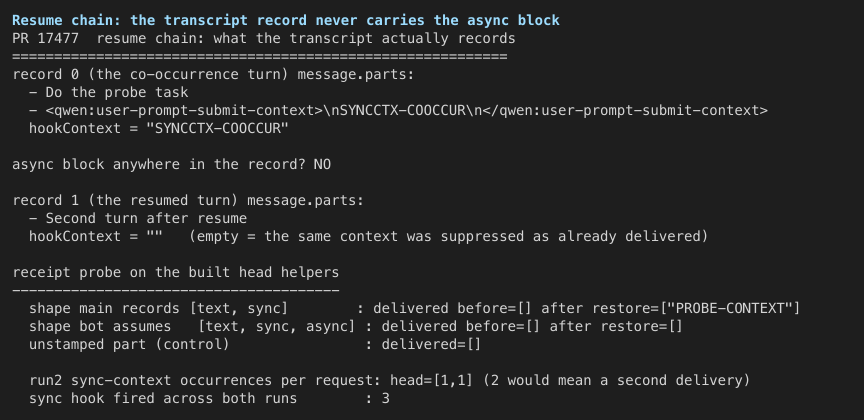 Resume chain: the transcript record never carries the async block
PR 17477  resume chain: what the transcript actually records
============================================================
record 0 (the co-occurrence turn) message.parts:
  - Do the probe task
  - <qwen:user-prompt-submit-context>\nSYNCCTX-COOCCUR\n</qwen:user-prompt-submit-context>
  hookContext = "SYNCCTX-COOCCUR"
async block anywhere in the record? NO
record 1 (the resumed turn) message.parts:
  - Second turn after resume
  hookContext = ""   (empty = the same context was suppressed as already delivered)
receipt probe on the built head helpers
----------------------------------------
  shape main records [text, sync]        : delivered before=[] after restore=["PROBE-CONTEXT"]
  shape bot assumes   [text, sync, async] : delivered before=[] after restore=[]
  unstamped part (control)                : delivered=[]
  run2 sync-context occurrences per request: head=[1,1] (2 would mean a second delivery)
  sync hook fired across both runs        : 3